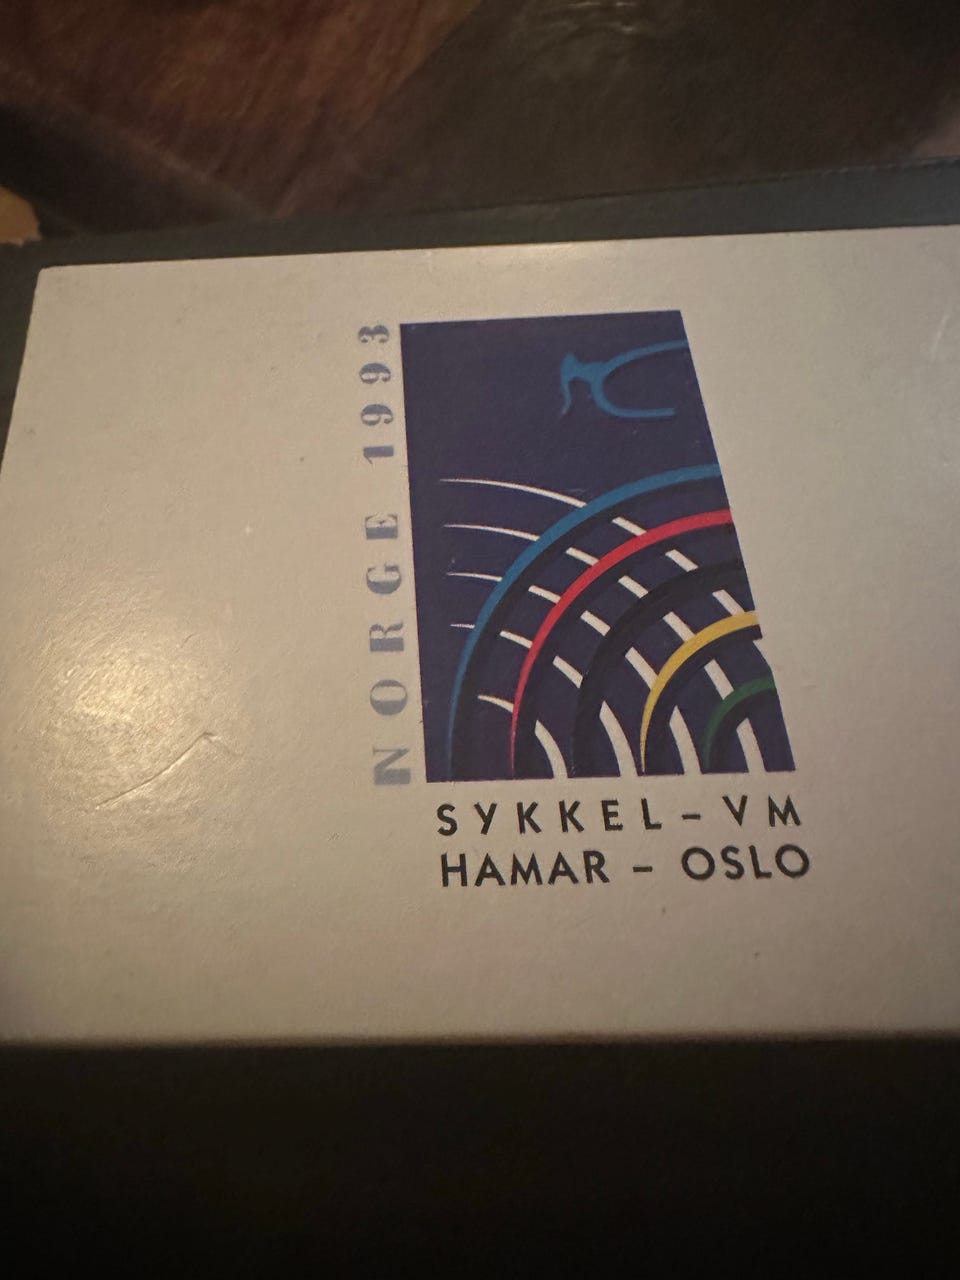 NORGE 1993
SYKKEL – VM
HAMAR – OSLO